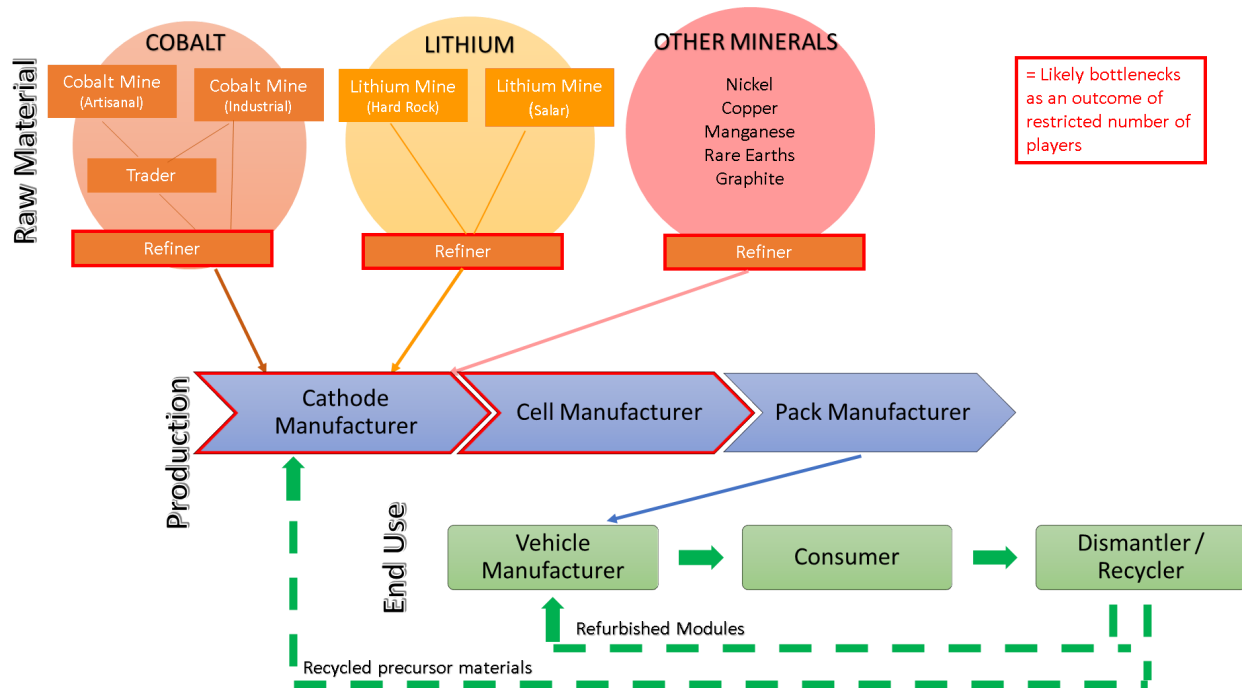 COBALT
Cobalt Mine
(Artisanal)
Cobalt Mine
(Industrial)
Trader
Refiner
LITHIUM
Lithium Mine
(Hard Rock)
Lithium Mine
(Salar)
Refiner
OTHER MINERALS
Nickel
Copper
Manganese
Rare Earths
Graphite
Refiner
= Likely bottlenecks
as an outcome of
restricted number of
players
Raw Material
Production
Cathode
Manufacturer
Cell Manufacturer
Pack Manufacturer
End Use
Vehicle
Manufacturer
Consumer
Dismantler /
Recycler
Refurbished Modules
Recycled precursor materials